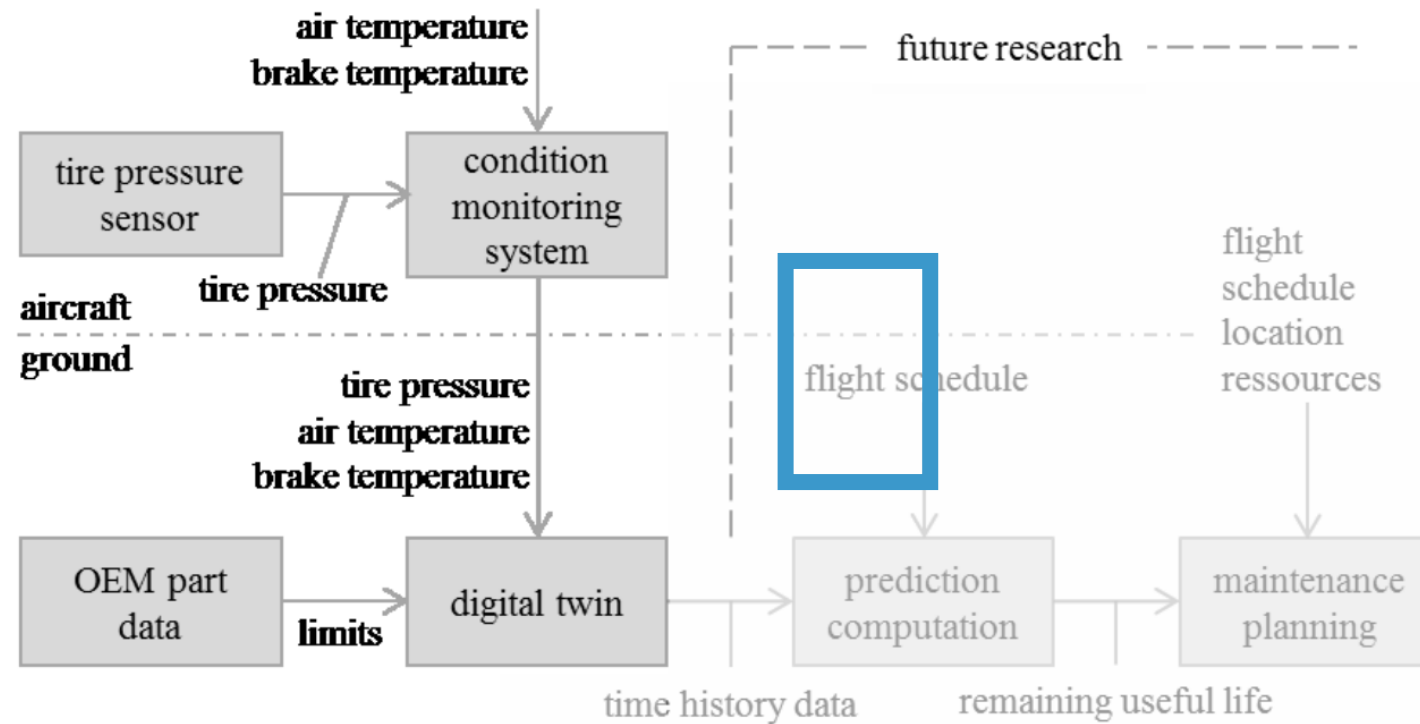 air temperature
brake temperature
future research
tire pressure
sensor
condition
monitoring
system
tire pressure
flight
schedule
location
ressources
aircraft
ground
flight schedule
tire pressure
air temperature
brake temperature
OEM part
data
limits
digital twin
prediction
computation
maintenance
planning
time history data
remaining useful life